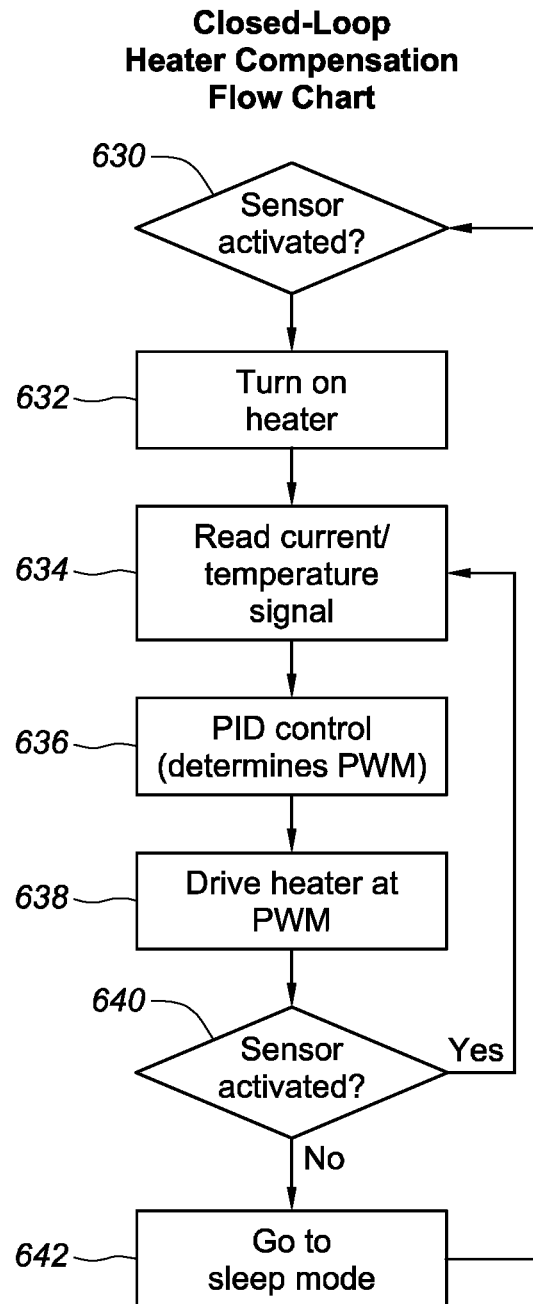 Closed-Loop
Heater Compensation
Flow Chart
630
Sensor
activated?
632
Turn on
heater
634
Read current/
temperature
signal
636
PID control
(determines PWM)
638
Drive heater at
PWM
640
Sensor
activated?
Yes
No
642
Go to
sleep mode